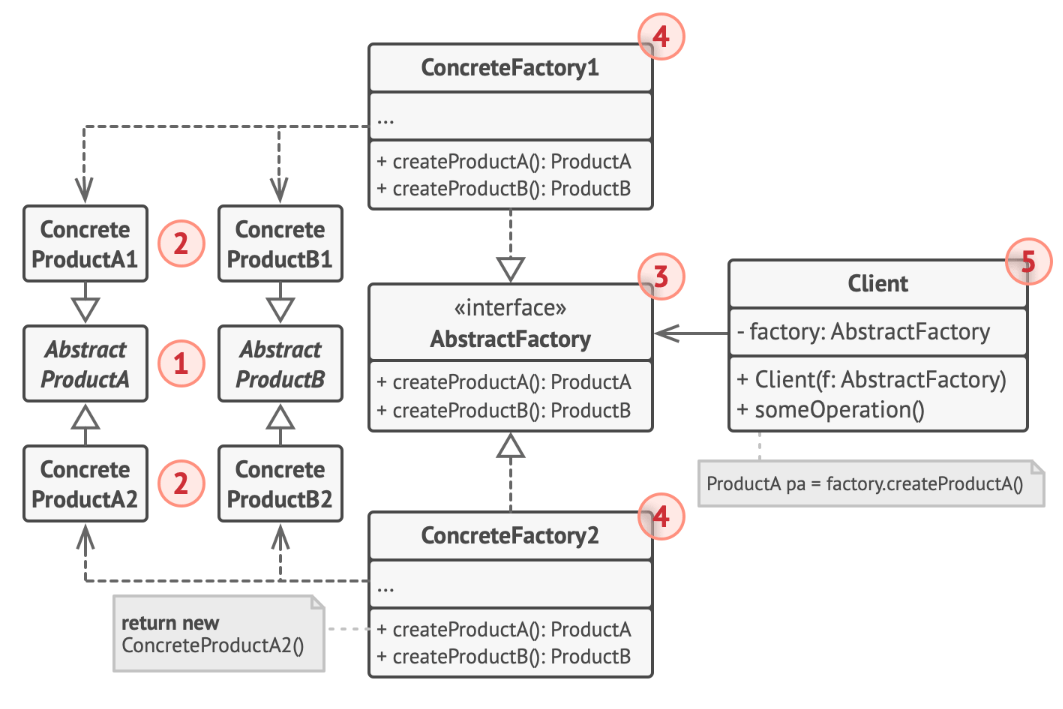 4
ConcreteFactory1
...
+ createProductA(): ProductA
+ createProductB(): ProductB
Concrete
ProductA1
2
Concrete
ProductB1
Abstract
ProductA
1
Abstract
ProductB
Concrete
ProductA2
2
Concrete
ProductB2
3
«interface»
AbstractFactory
+ createProductA(): ProductA
+ createProductB(): ProductB
5
Client
- factory: AbstractFactory
+ Client(f: AbstractFactory)
+ someOperation()
ProductA pa = factory.createProductA()
4
ConcreteFactory2
...
+ createProductA(): ProductA
+ createProductB(): ProductB
return new
ConcreteProductA2()